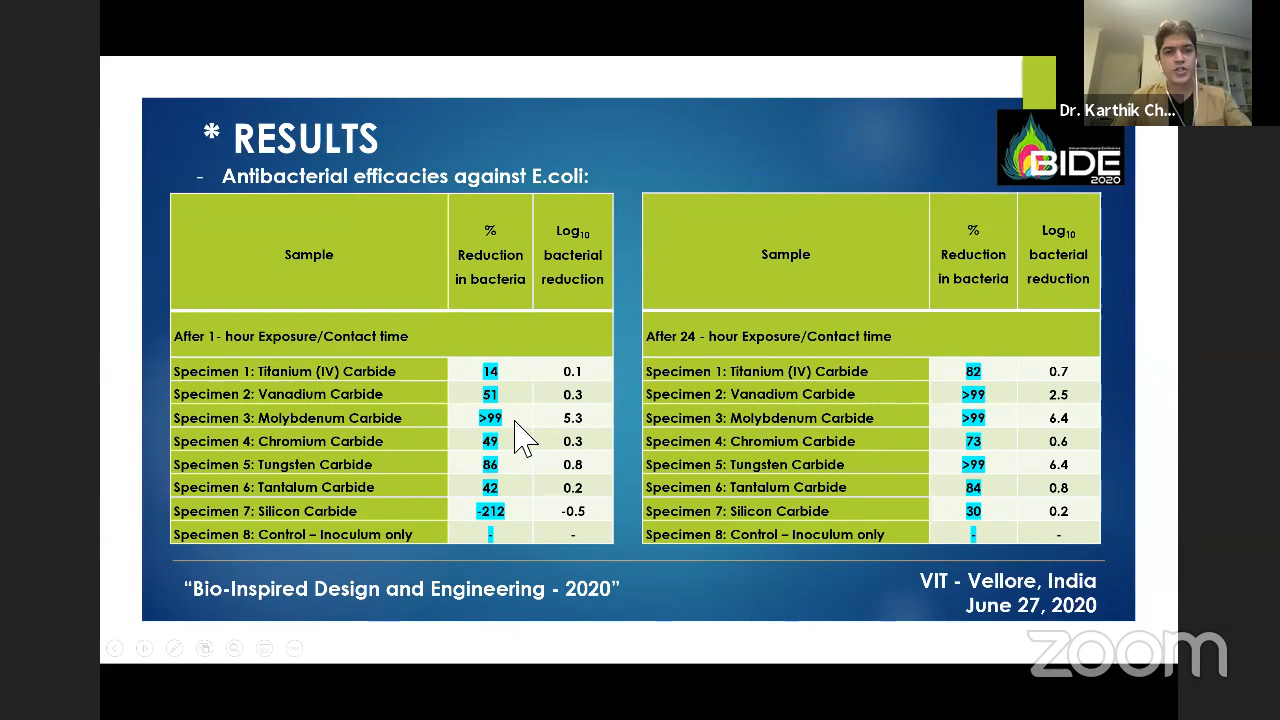 Dr. Karthik Ch...
* RESULTS
- Antibacterial efficacies against E.coli:
BIDE
2020
Sample % Reduction in bacteria Log10 bacterial reduction
After 1- hour Exposure/Contact time
Specimen 1: Titanium (IV) Carbide 14 0.1
Specimen 2: Vanadium Carbide 51 0.3
Specimen 3: Molybdenum Carbide >99 5.3
Specimen 4: Chromium Carbide 49 0.3
Specimen 5: Tungsten Carbide 86 0.8
Specimen 6: Tantalum Carbide 42 0.2
Specimen 7: Silicon Carbide -212 -0.5
Specimen 8: Control – Inoculum only - -
Sample % Reduction in bacteria Log10 bacterial reduction
After 24 - hour Exposure/Contact time
Specimen 1: Titanium (IV) Carbide 82 0.7
Specimen 2: Vanadium Carbide >99 2.5
Specimen 3: Molybdenum Carbide >99 6.4
Specimen 4: Chromium Carbide 73 0.6
Specimen 5: Tungsten Carbide >99 6.4
Specimen 6: Tantalum Carbide 84 0.8
Specimen 7: Silicon Carbide 30 0.2
Specimen 8: Control – Inoculum only - -
“Bio-Inspired Design and Engineering - 2020”
VIT - Vellore, India
June 27, 2020
zoom